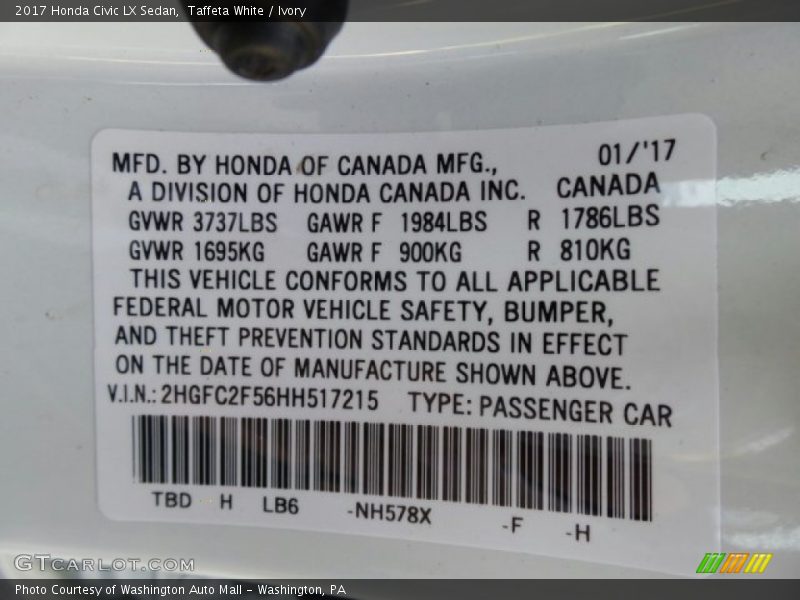 2017 Honda Civic LX Sedan,  Taffeta White / Ivory
MFD. BY HONDA OF CANADA MFG., 01/'17
A DIVISION OF HONDA CANADA INC. CANADA
GVWR 3737LBS GAWR F 1984LBS R 1786LBS
GVWR 1695KG GAWR F 900KG R 810KG
THIS VEHICLE CONFORMS TO ALL APPLICABLE
FEDERAL MOTOR VEHICLE SAFETY, BUMPER,
AND THEFT PREVENTION STANDARDS IN EFFECT
ON THE DATE OF MANUFACTURE SHOWN ABOVE.
V.I.N.: 2HGFC2F56HH517215 TYPE: PASSENGER CAR
TBD H LB6 -NH578X -F -H
GTCARLOT.COM
Photo Courtesy of Washington Auto Mall - Washington, PA